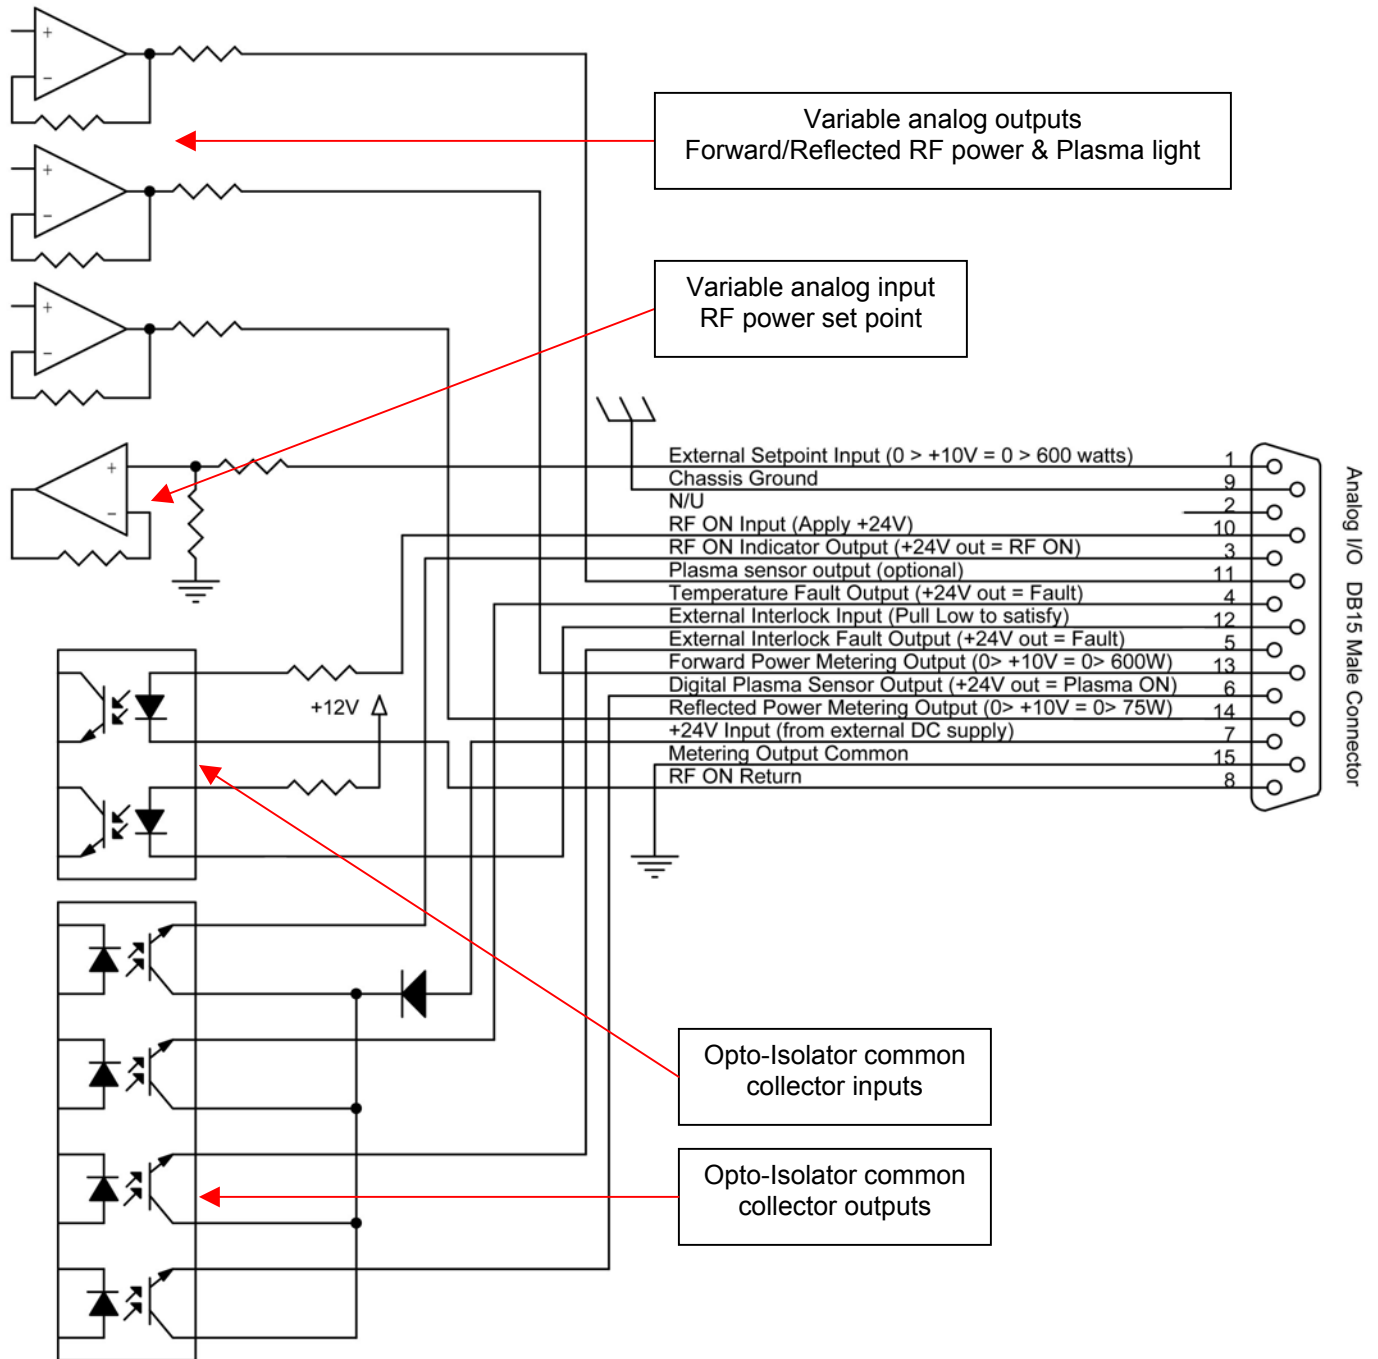 +
−
Variable analog outputs
Forward/Reflected RF power & Plasma light
+
−
Variable analog input
RF power set point
+
−
+
−
External Setpoint Input (0 > +10V = 0 > 600 watts) 1
Chassis Ground 9
N/U 2
RF ON Input (Apply +24V) 10
RF ON Indicator Output (+24V out = RF ON) 3
Plasma sensor output (optional) 11
Temperature Fault Output (+24V out = Fault) 4
External Interlock Input (Pull Low to satisfy) 12
External Interlock Fault Output (+24V out = Fault) 5
Forward Power Metering Output (0> +10V = 0> 600W) 13
Digital Plasma Sensor Output (+24V out = Plasma ON) 6
Reflected Power Metering Output (0> +10V = 0> 75W) 14
+24V Input (from external DC supply) 7
Metering Output Common 15
RF ON Return 8
Analog I/O DB15 Male Connector
+12V
Opto-Isolator common
collector inputs
Opto-Isolator common
collector outputs